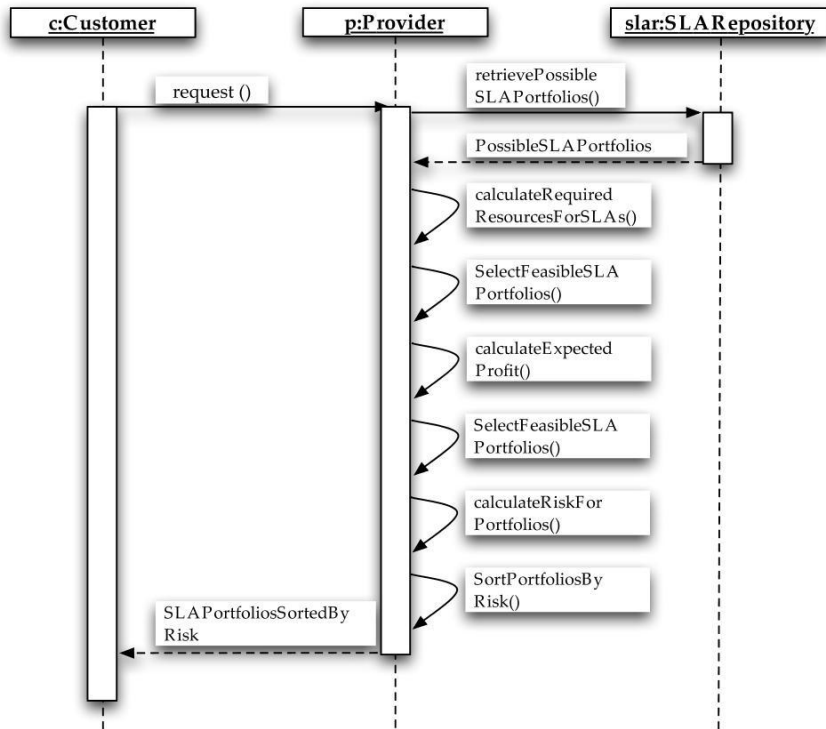 c:Customer
p:Provider
slar:SLARepository
request ()
retrievePossible
SLAPortfolios()
PossibleSLAPortfolios
calculateRequired
ResourcesForSLAs()
SelectFeasibleSLA
Portfolios()
calculateExpected
Profit()
SelectFeasibleSLA
Portfolios()
calculateRiskFor
Portfolios()
SortPortfoliosBy
Risk()
SLAPortfoliosSortedBy
Risk